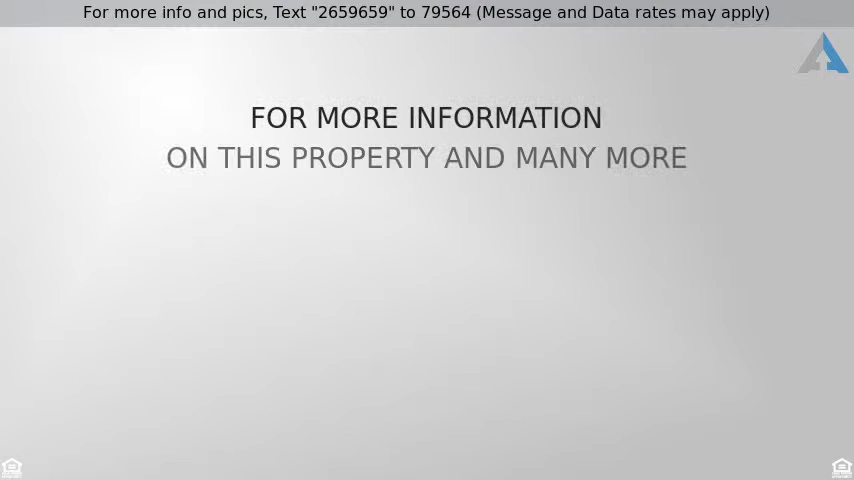 For more info and pics, Text "2659659" to 79564 (Message and Data rates may apply)
FOR MORE INFORMATION
ON THIS PROPERTY AND MANY MORE